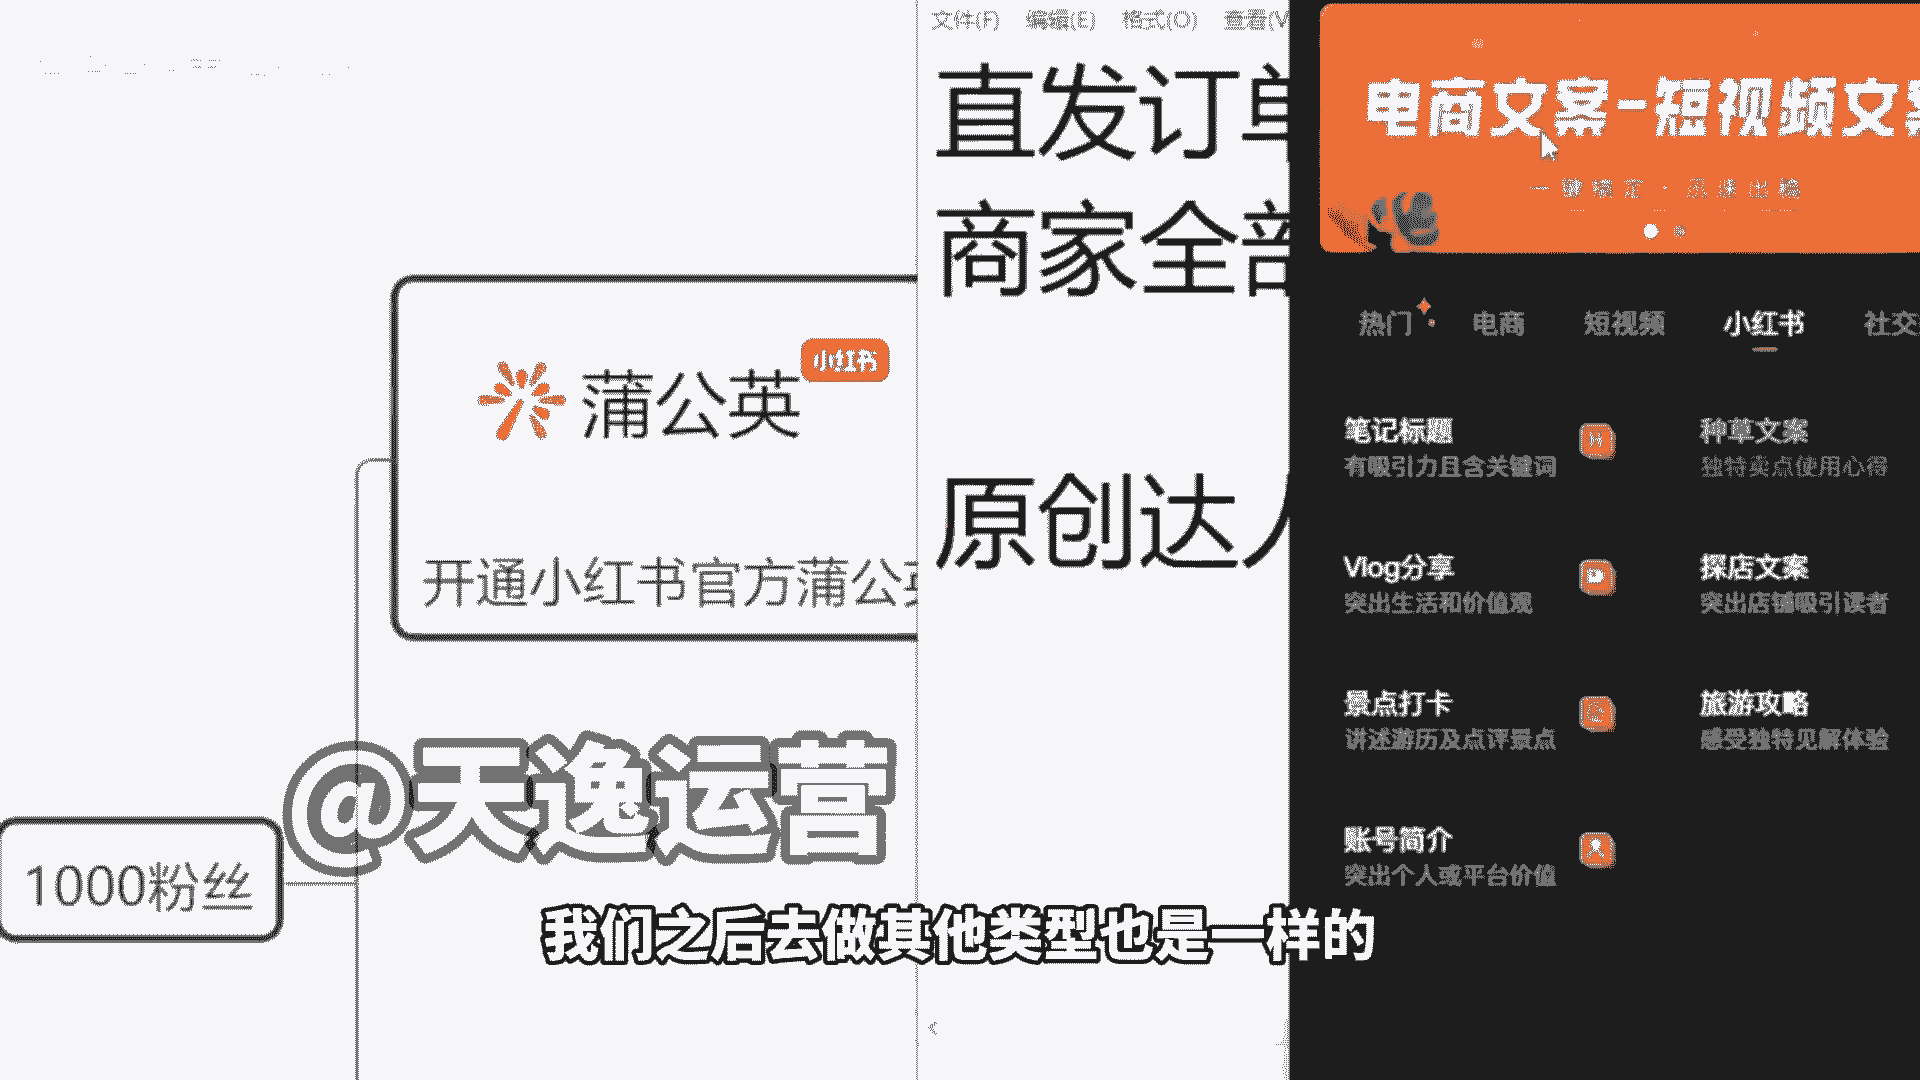 文件(F) 编辑(E) 格式(O) 查看(V
直发订单
商家全部
原创达人
小红书
蒲公英
开通小红书官方蒲公英
1000粉丝
@天逸运营
电商文案-短视频文案
热门 电商 短视频 小红书 社交
笔记标题 种草文案
有吸引力且含关键词 独特卖点使用心得
Vlog分享 探店文案
突出生活和价值观 突出店铺吸引读者
景点打卡 旅游攻略
讲述游历及点评景点 感受独特见解体验
账号简介
突出个人或平台价值
我们之后去做其他类型也是一样的